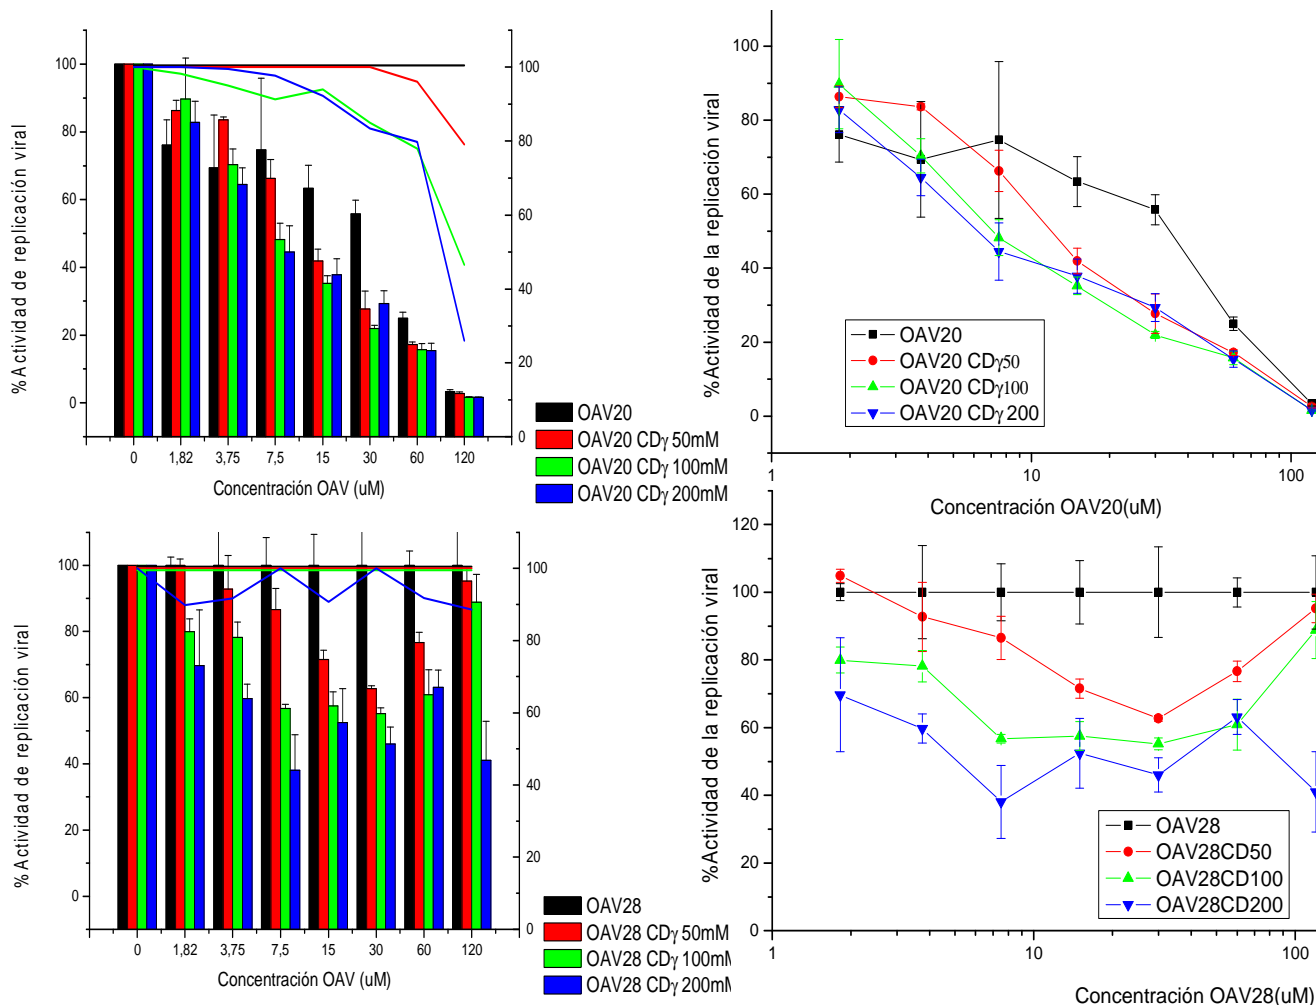 %Actividad de replicación viral
100
80
60
40
20
0
100
80
60
40
20
0
0 1,82 3,75 7,5 15 30 60 120
Concentración OAV (uM)
OAV20
OAV20 CDγ 50mM
OAV20 CDγ 100mM
OAV20 CDγ 200mM
%Actividad de la replicación viral
100
80
60
40
20
0
OAV20
OAV20 CDγ50
OAV20 CDγ100
OAV20 CDγ 200
1 10 100
Concentración OAV20(uM)
%Actividad de replicación viral
100
80
60
40
20
0
100
80
60
40
20
0
0 1,82 3,75 7,5 15 30 60 120
Concentración OAV (uM)
OAV28
OAV28 CDγ 50mM
OAV28 CDγ 100mM
OAV28 CDγ 200mM
%Actividad de la replicación viral
120
100
80
60
40
20
0
OAV28
OAV28CD50
OAV28CD100
OAV28CD200
1 10 100
Concentración OAV28(uM)